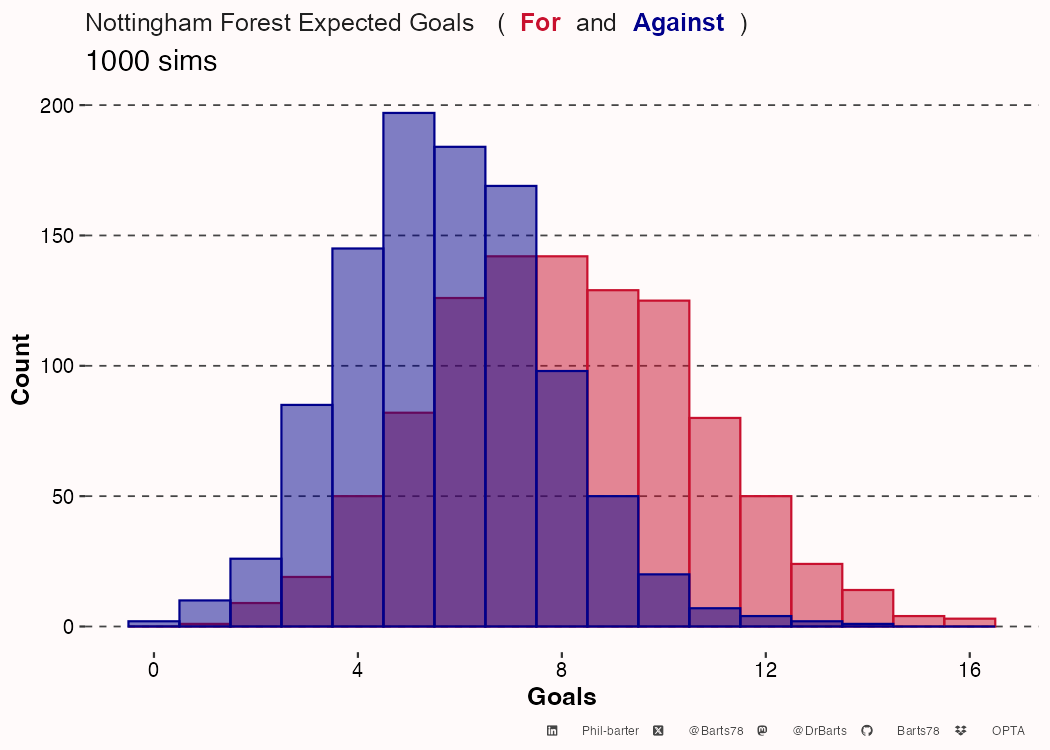 Nottingham Forest Expected Goals ( For and Against )
1000 sims
200
150
100
50
0
Count
0 4 8 12 16
Goals
Phil-barter @Barts78 @DrBarts Barts78 OPTA